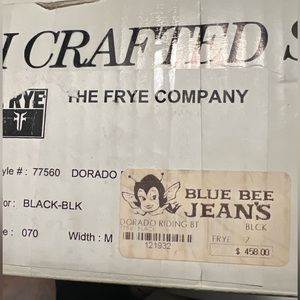 CRAFTED
FRYE
THE FRYE COMPANY
yle # : 77560 DORADO
or : BLACK-BLK
e : 070 Width : M
BLUE BEE
JEANS
DORADO RIDING BT
BLCK
121932
FRYE 7
$ 458.00